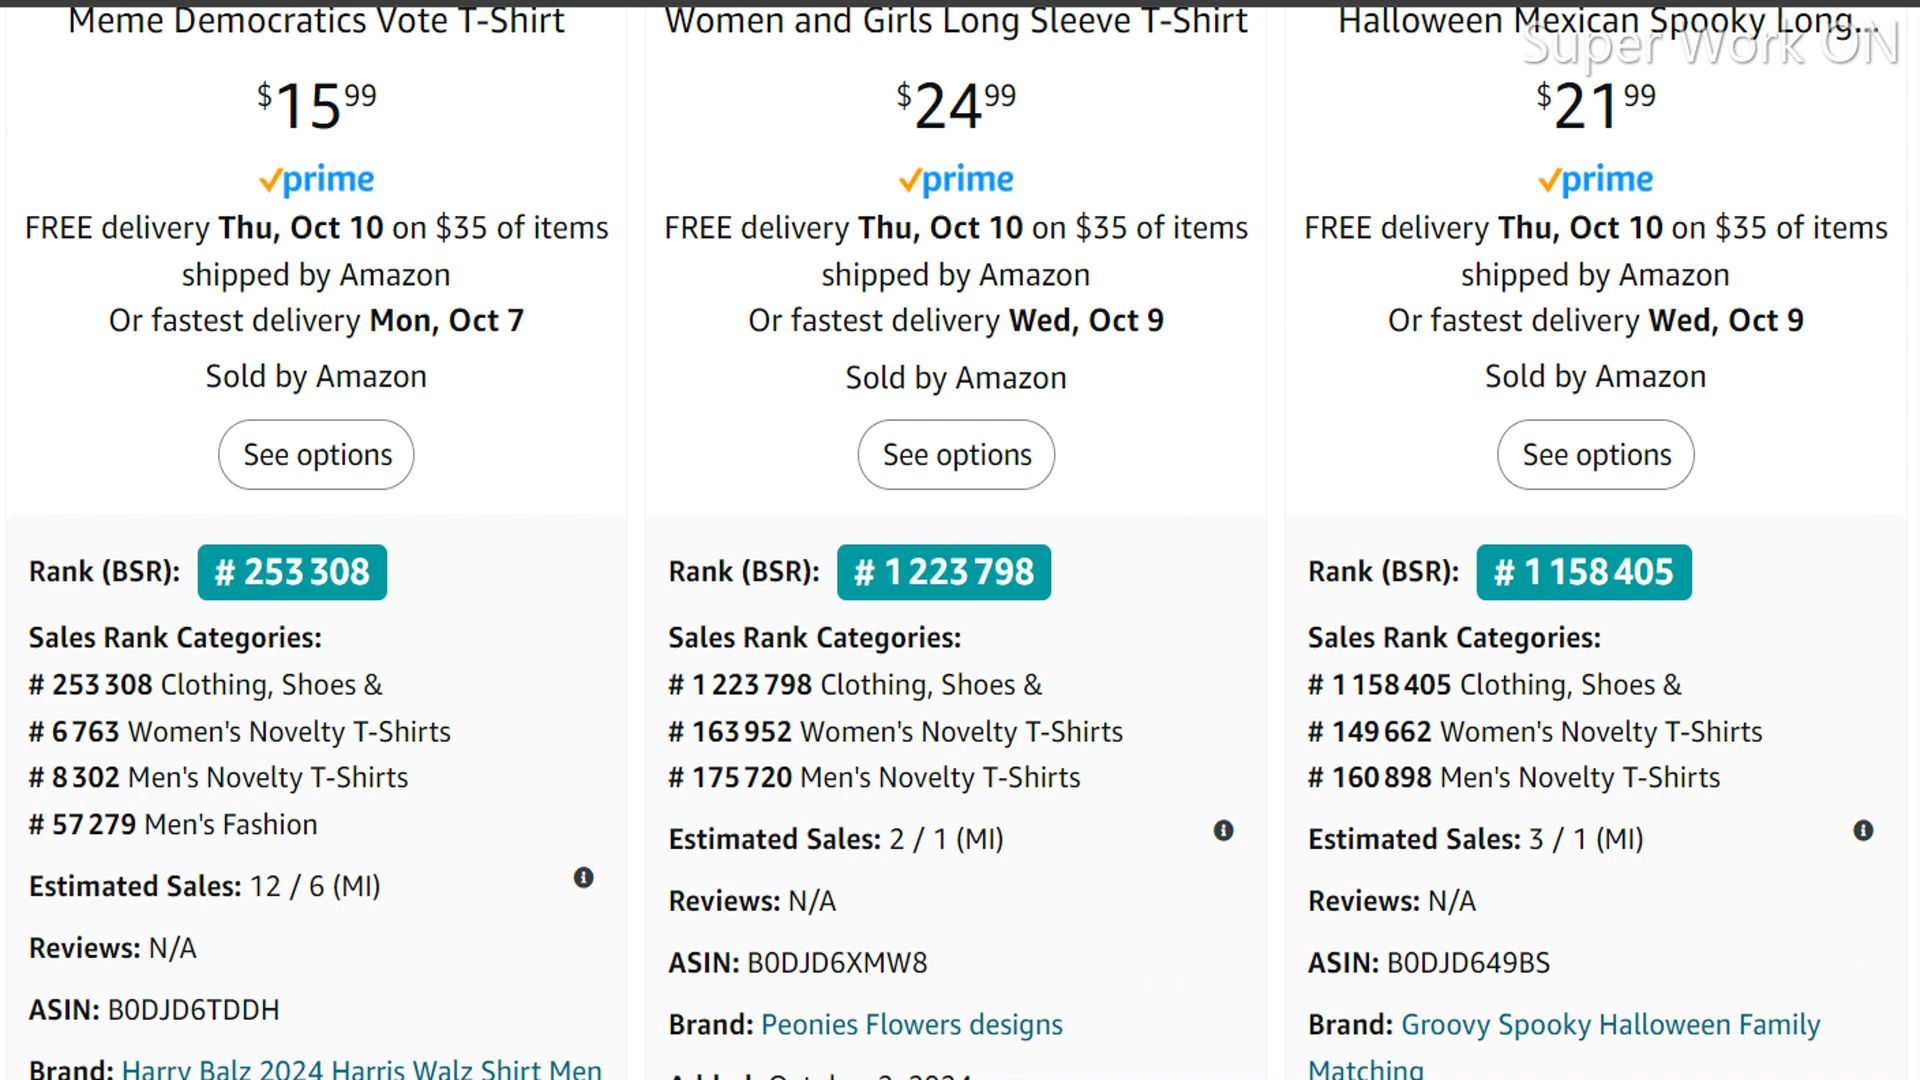 Meme Democratics Vote T-Shirt
$15 99
prime
FREE delivery Thu, Oct 10 on $35 of items
shipped by Amazon
Or fastest delivery Mon, Oct 7
Sold by Amazon
See options
Rank (BSR): # 253 308
Sales Rank Categories:
# 253 308 Clothing, Shoes &
# 6 763 Women's Novelty T-Shirts
# 8 302 Men's Novelty T-Shirts
# 57 279 Men's Fashion
Estimated Sales: 12 / 6 (MI)
Reviews: N/A
ASIN: B0DJD6TDDH
Brand: Harry Balz 2024 Harris Walz Shirt Men
Women and Girls Long Sleeve T-Shirt
$24 99
prime
FREE delivery Thu, Oct 10 on $35 of items
shipped by Amazon
Or fastest delivery Wed, Oct 9
Sold by Amazon
See options
Rank (BSR): # 1 223 798
Sales Rank Categories:
# 1 223 798 Clothing, Shoes &
# 163 952 Women's Novelty T-Shirts
# 175 720 Men's Novelty T-Shirts
Estimated Sales: 2 / 1 (MI)
Reviews: N/A
ASIN: B0DJD6XMW8
Brand: Peonies Flowers designs
Halloween Mexican Spooky Long...
Super Work ON
$21 99
prime
FREE delivery Thu, Oct 10 on $35 of items
shipped by Amazon
Or fastest delivery Wed, Oct 9
Sold by Amazon
See options
Rank (BSR): # 1 158 405
Sales Rank Categories:
# 1 158 405 Clothing, Shoes &
# 149 662 Women's Novelty T-Shirts
# 160 898 Men's Novelty T-Shirts
Estimated Sales: 3 / 1 (MI)
Reviews: N/A
ASIN: B0DJD649BS
Brand: Groovy Spooky Halloween Family
Matching